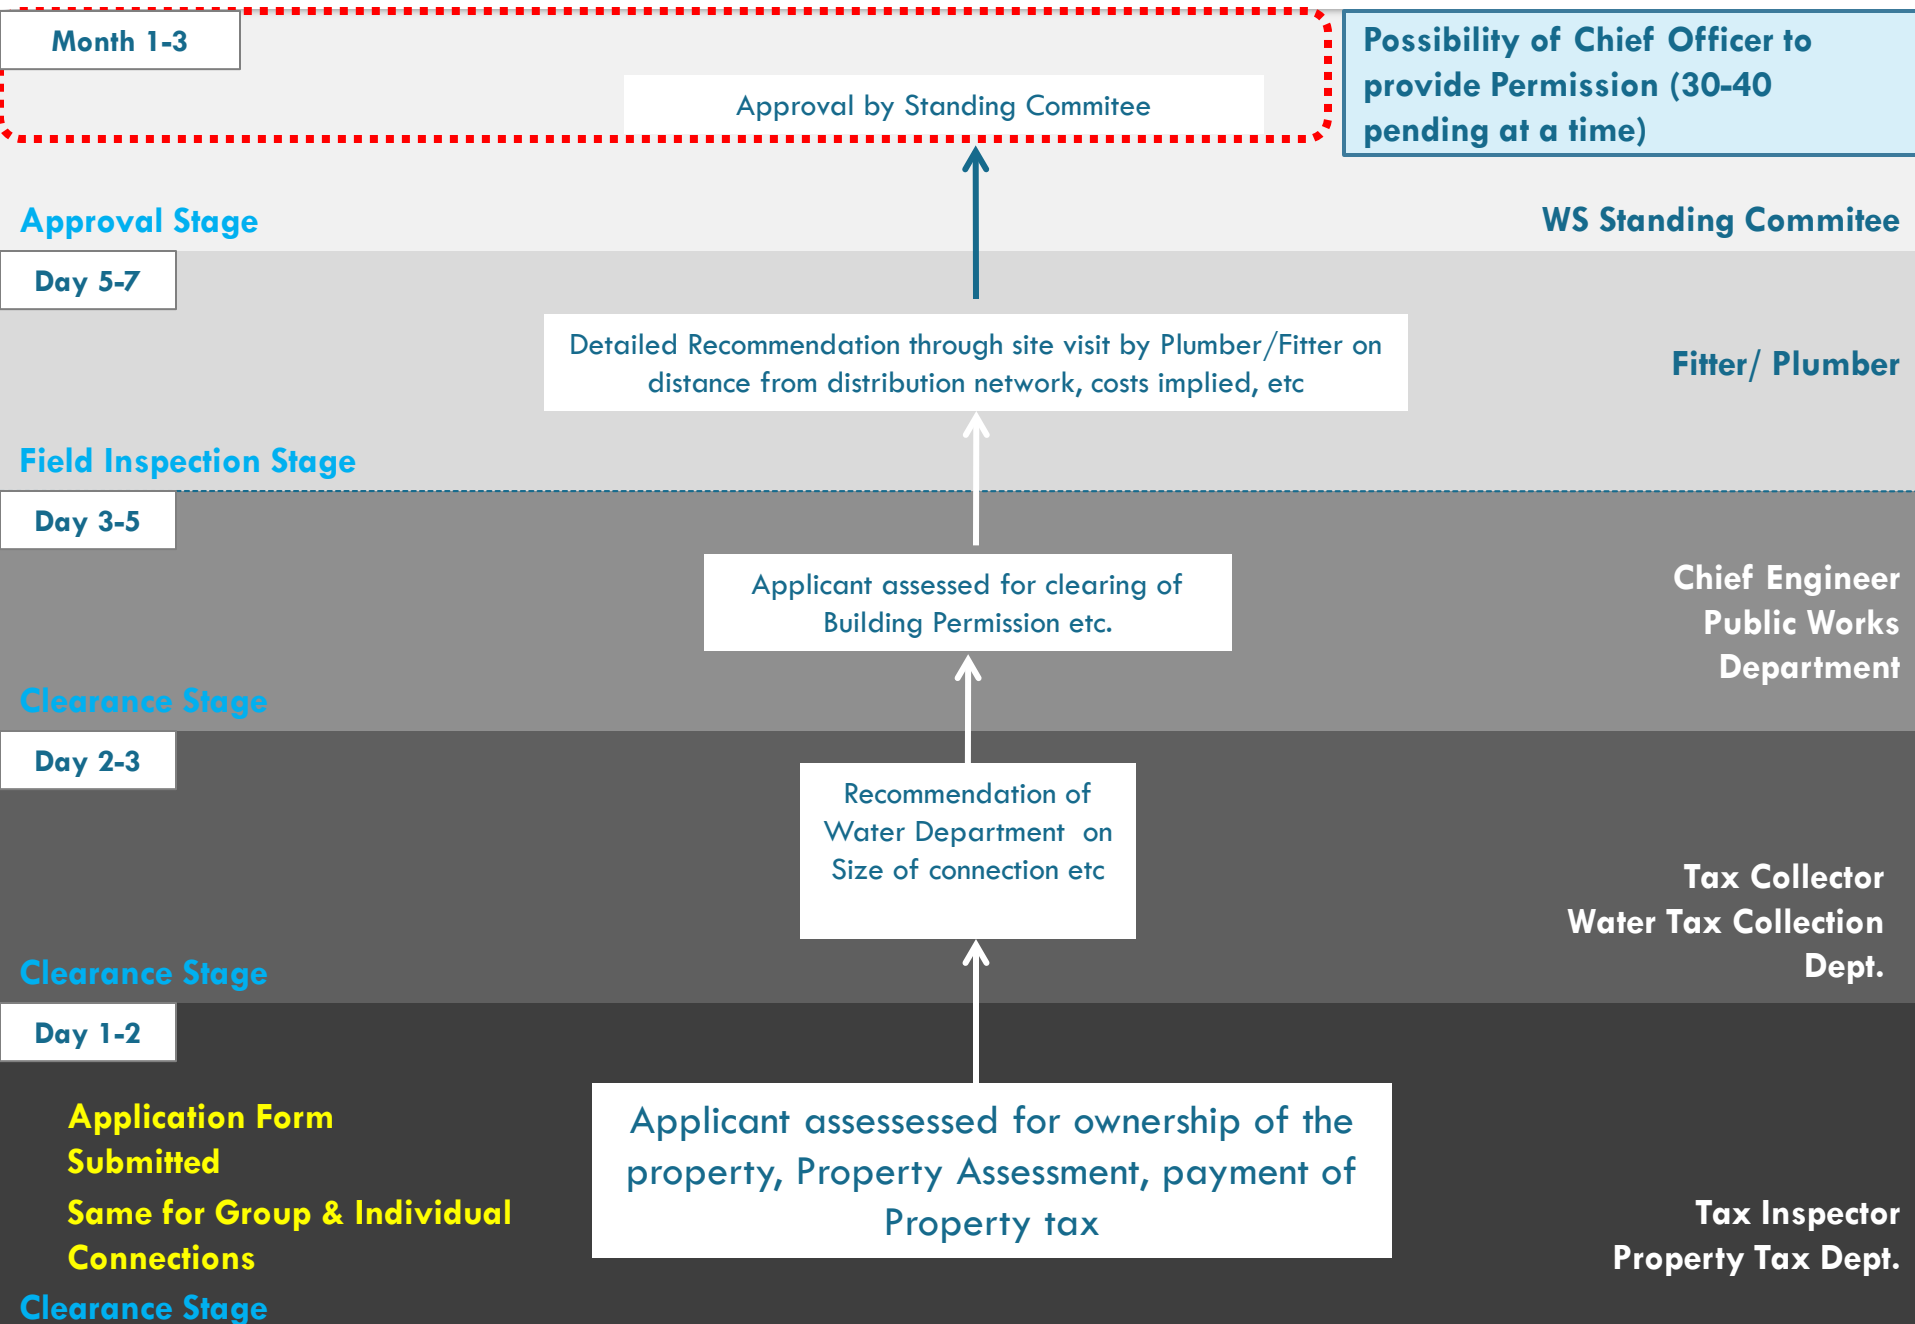 Month 1-3
Possibility of Chief Officer to
provide Permission (30-40
pending at a time)
Approval by Standing Commitee
Approval Stage
WS Standing Commitee
Day 5-7
Detailed Recommendation through site visit by Plumber/Fitter on
distance from distribution network, costs implied, etc
Fitter/ Plumber
Field Inspection Stage
Day 3-5
Applicant assessed for clearing of
Building Permission etc.
Chief Engineer
Public Works
Department
Clearance Stage
Day 2-3
Recommendation of
Water Department on
Size of connection etc
Tax Collector
Water Tax Collection
Dept.
Clearance Stage
Day 1-2
Application Form
Submitted
Same for Group & Individual
Connections
Applicant assessessed for ownership of the
property, Property Assessment, payment of
Property tax
Tax Inspector
Property Tax Dept.
Clearance Stage